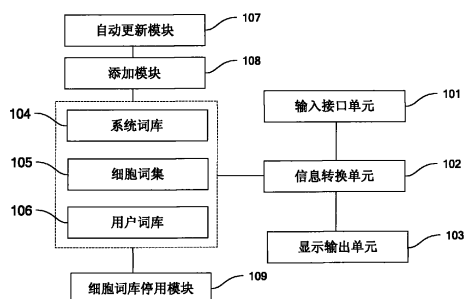 自动更新模块
107
添加模块
108
104
系统词库
105
细胞词集
106
用户词库
细胞词库停用模块
109
输入接口单元
101
信息转换单元
102
显示输出单元
103